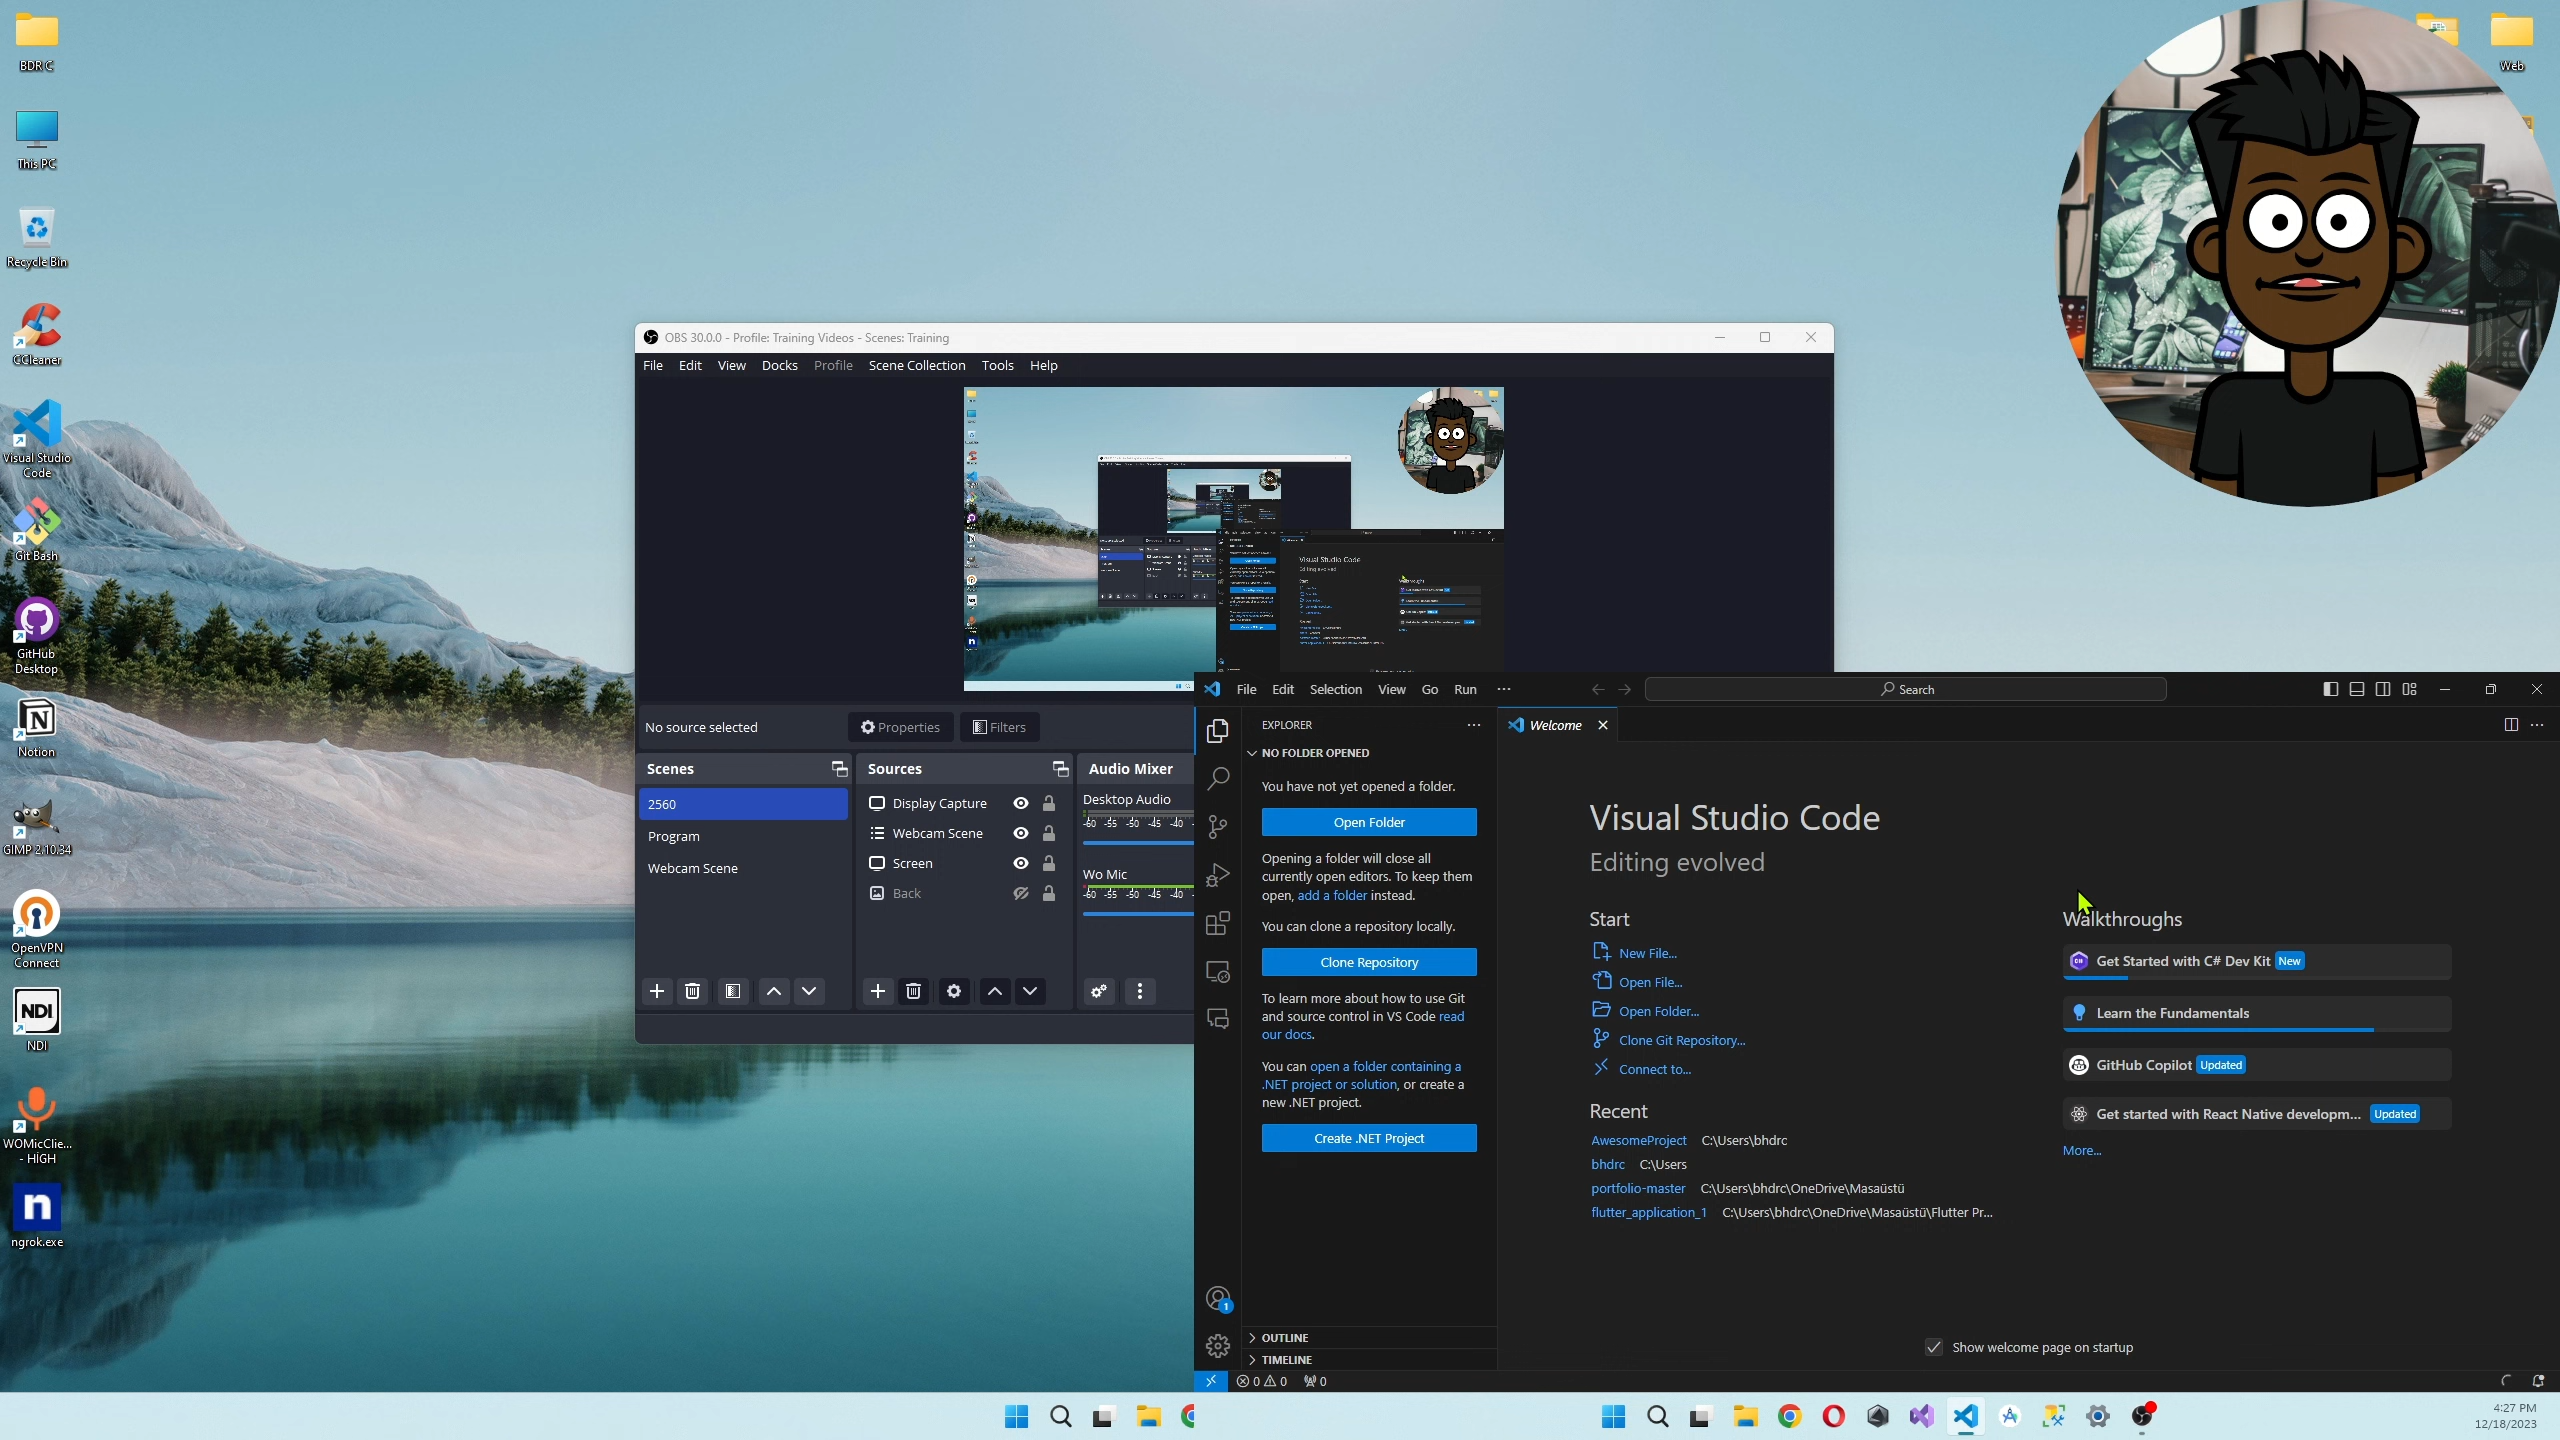 BDR C
This PC
Recycle Bin
CCleaner
Visual Studio
Code
Git Bash
GitHub
Desktop
Notion
GIMP 2.10.34
OpenVPN
Connect
NDI
NDI
WOMicClie...
- HİGH
n
ngrok.exe
Web
OBS 30.0.0 - Profile: Training Videos - Scenes: Training
File Edit View Docks Profile Scene Collection Tools Help
Visual Studio Code
No source selected
Properties
Filters
Scenes
2560
Program
Webcam Scene
Sources
Display Capture
Webcam Scene
Screen
Back
Audio Mixer
Desktop Audio
-60 -55 -50 -45 -40 -
Wo Mic
-60 -55 -50 -45 -40 -
File Edit Selection View Go Run ···
Search
EXPLORER
NO FOLDER OPENED
You have not yet opened a folder.
Open Folder
Opening a folder will close all
currently open editors. To keep them
open, add a folder instead.
You can clone a repository locally.
Clone Repository
To learn more about how to use Git
and source control in VS Code read
our docs.
You can open a folder containing a
.NET project or solution, or create a
new .NET project.
Create .NET Project
OUTLINE
TIMELINE
1
0 0 0
Welcome
Visual Studio Code
Editing evolved
Start
New File...
Open File...
Open Folder...
Clone Git Repository...
Connect to...
Recent
AwesomeProject C:\Users\bhdrc
bhdrc C:\Users
portfolio-master C:\Users\bhdrc\OneDrive\Masaüstü
flutter_application_1 C:\Users\bhdrc\OneDrive\Masaüstü\Flutter Pr...
Walkthroughs
Get Started with C# Dev Kit New
Learn the Fundamentals
GitHub Copilot Updated
Get started with React Native developm... Updated
More...
Show welcome page on startup
4:27 PM
12/18/2023